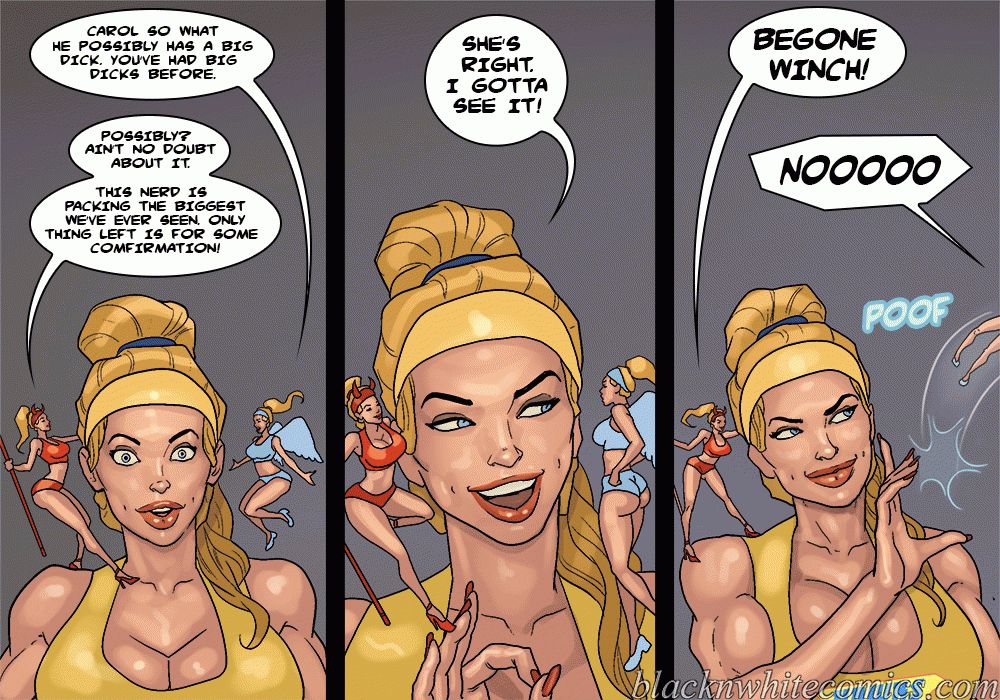 CAROL SO WHAT
HE POSSIBLY HAS A BIG
DICK. YOU'VE HAD BIG
DICKS BEFORE.
POSSIBLY?
AIN'T NO DOUBT
ABOUT IT.
THIS NERD IS
PACKING THE BIGGEST
WE'VE EVER SEEN. ONLY
THING LEFT IS FOR SOME
COMFIRMATION!
SHE'S
RIGHT.
I GOTTA
SEE IT!
BEGONE
WINCH!
NOOOOO
POOF
blacknwhitecomics.com